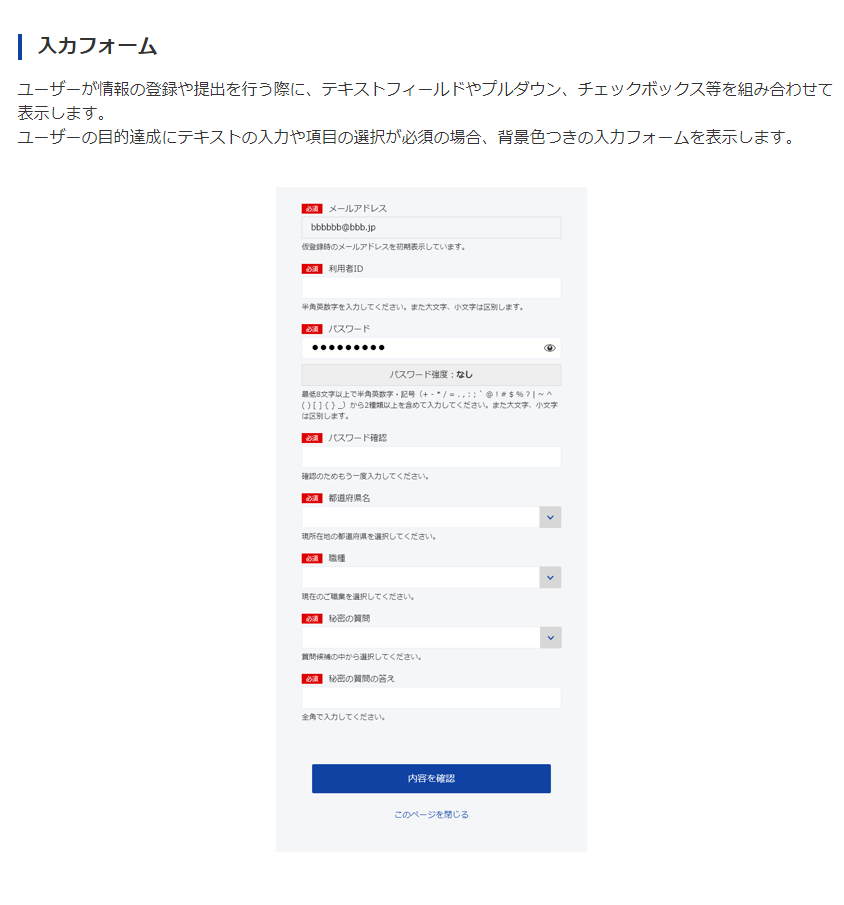 入力フォーム
ユーザーが情報の登録や提出を行う際に、テキストフィールドやプルダウン、チェックボックス等を組み合わせて
表示します。
ユーザーの目的達成にテキストの入力や項目の選択が必須の場合、背景色つきの入力フォームを表示します。
必須 メールアドレス
bbbbbb@bbb.jp
仮登録時のメールアドレスを初期表示しています。
必須 利用者ID
半角英数字を入力してください。また大文字、小文字は区別します。
必須 パスワード
●●●●●●●●●
パスワード強度：なし
最低8文字以上で半角英数字・記号（+ - * / = . , : ; ` @ ! # $ % ? | ~ ^
( ) [ ] { } _）から2種類以上を含めて入力してください。また大文字、小文字
は区別します。
必須 パスワード確認
確認のためもう一度入力してください。
必須 都道府県名
現所在地の都道府県を選択してください。
必須 職種
現在のご職業を選択してください。
必須 秘密の質問
質問候補の中から選択してください。
必須 秘密の質問の答え
全角で入力してください。
内容を確認
このページを閉じる